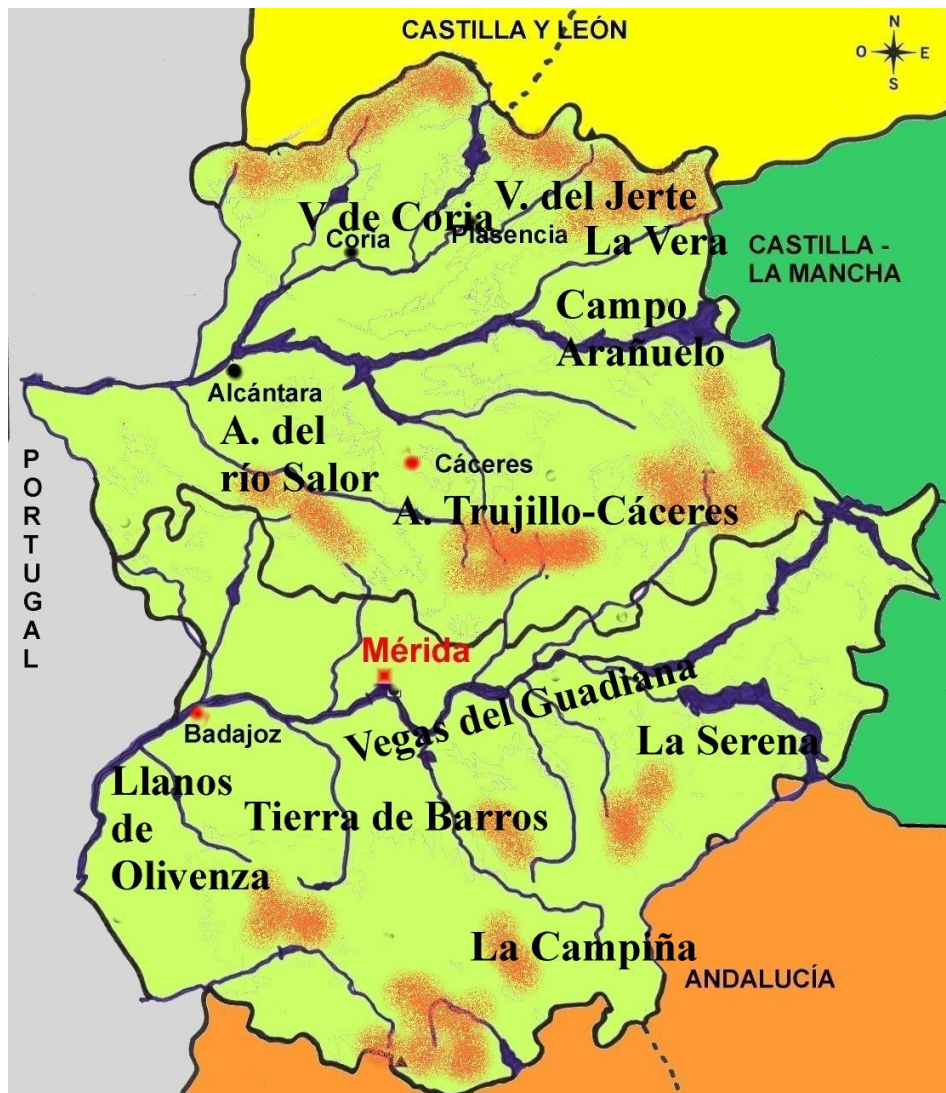 CASTILLA Y LEÓN
N
O E
S
V. del Jerte
V de Coria
Coria
Plasencia
La Vera
CASTILLA -
LA MANCHA
Campo
Arañuelo
Alcántara
A. del
río Salor
Cáceres
A. Trujillo-Cáceres
PORTUGAL
Mérida
Vegas del Guadiana
Badajoz
La Serena
Llanos
de
Olivenza
Tierra de Barros
La Campiña
ANDALUCÍA